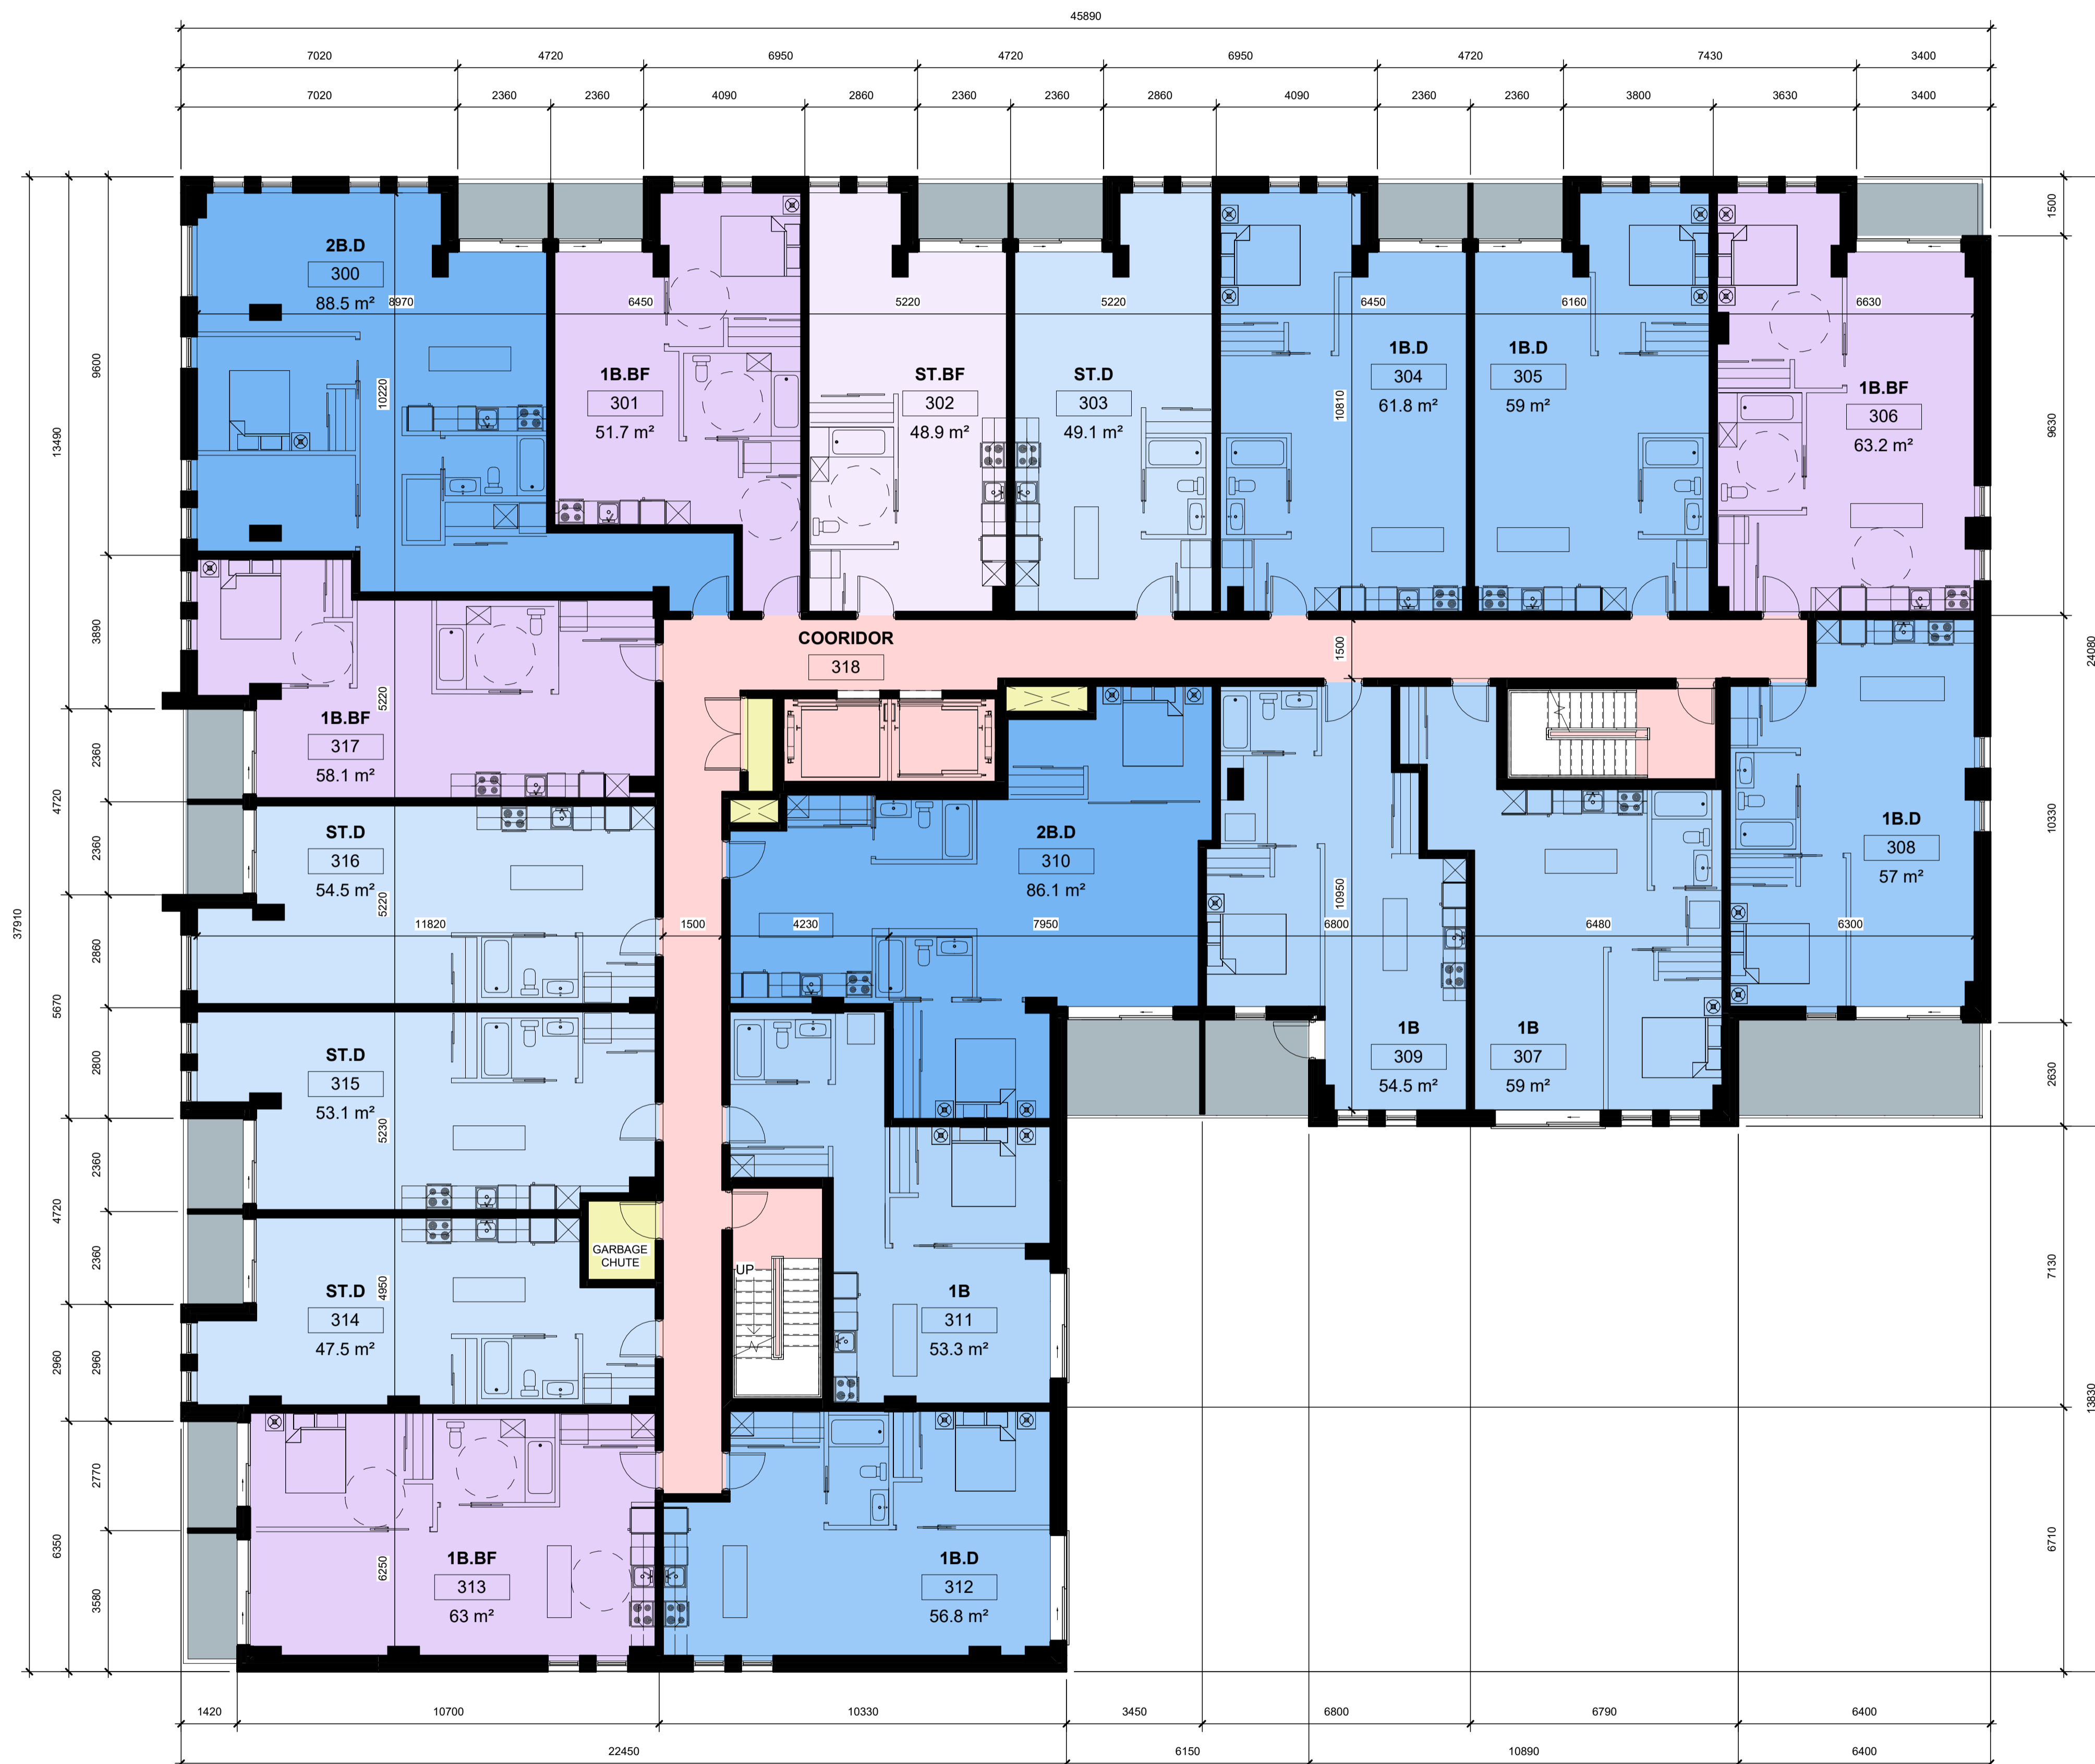 45890
7020 4720 6950 4720 6950 4720 7430 3400
7020 2360 2360 4090 2860 2360 2360 2860 4090 2360 2360 3800 3630 3400
2B.D
300
88.5 m²
8970
10220
1B.BF
301
51.7 m²
6450
ST.BF
302
48.9 m²
5220
ST.D
303
49.1 m²
5220
1B.D
304
61.8 m²
6450
10810
1B.D
305
59 m²
6160
1B.BF
306
63.2 m²
6630
COORIDOR
318
1500
1B.BF
317
58.1 m²
5220
ST.D
316
54.5 m²
5220
11820
1500
2B.D
310
86.1 m²
4230
7950
10950
6800
6480
1B.D
308
57 m²
6300
1B
309
54.5 m²
1B
307
59 m²
ST.D
315
53.1 m²
5230
GARBAGE
CHUTE
UP
ST.D
314
47.5 m²
4950
1B
311
53.3 m²
1B.BF
313
63 m²
6250
1B.D
312
56.8 m²
37910
13490
4720
5670
4720
2960
6350
9600
3890
2360
2360
2860
2800
2360
2360
2960
2770
3580
1500
9630
10330
2630
7130
6710
24080
13830
1420 10700 10330 3450 6800 6790 6400
22450 6150 10890 6400